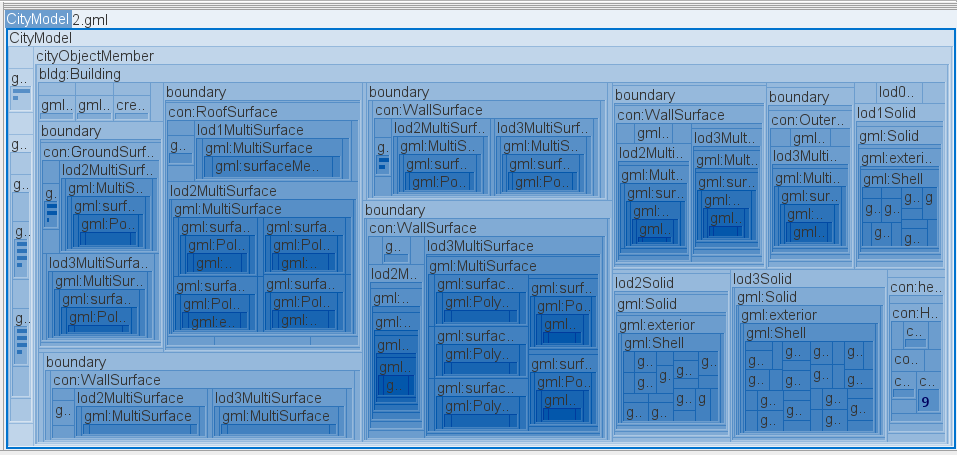 CityModel 2.gml
CityModel
cityObjectMember
g..
bldg:Building
gml..
gml..
cre..
boundary
con:GroundSurf..
lod2MultiSurf..
g..
gml:MultiS..
gml:surf..
gml:Po..
lod3MultiSurfa..
gml:MultiSur..
gml:surfa..
gml:Pol..
boundary
con:RoofSurface
g..
lod1MultiSurface
gml:MultiSurface
gml:surfaceMe..
lod2MultiSurface
gml:MultiSurface
gml:surfa..
gml:Pol..
gml:..
gml:surfa..
gml:Pol..
gml:..
gml:surfa..
gml:Pol..
gml:e..
gml:surfa..
gml:Pol..
gml:..
boundary
con:WallSurface
g..
lod2MultiSurf..
gml:MultiS..
gml:surf..
gml:Po..
lod3MultiSurf..
gml:MultiS..
gml:surf..
gml:Po..
boundary
con:WallSurface
g..
lod2M..
gml:..
gml:..
gml..
gml..
g..
lod3MultiSurface
gml:MultiSurface
gml:surfac..
gml:Poly..
gml:surfac..
gml:Poly..
gml:surfac..
gml:Poly..
gml:surf..
gml:Po..
gml..
gml:surf..
gml:Po..
gml..
boundary
con:WallSurface
gml..
lod2Multi..
gml:Mult..
gml:sur..
gml:..
gml..
lod3Mult..
gml:Mult..
gml:sur..
gml:..
gml..
boundary
con:Outer..
gml..
lod3Multi..
gml:Multi..
gml:sur..
gml:..
gml..
lod0..
lod1Solid
gml:Solid
gml:exteri..
gml:Shell
g..
g..
g..
g
g..
g..
g..
g..
g..
g..
boundary
con:WallSurface
g..
lod2MultiSurface
gml:MultiSurface
lod3MultiSurface
gml:MultiSurface
lod2Solid
gml:Solid
gml:exterior
gml:Shell
g..
g..
g..
g..
g..
g..
g..
g
lod3Solid
gml:Solid
gml:exterior
gml:Shell
g..
g..
g..
g..
g..
g..
g..
g..
g..
g..
g..
g..
g..
con:he..
con:H..
c..
co..
c..
c..
9